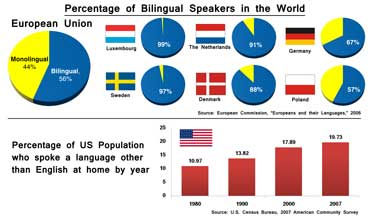 Percentage of Bilingual Speakers in the World
European Union
Monolingual
44%
Bilingual,
56%
Luxembourg
99%
The Netherlands
91%
Germany
67%
Sweden
97%
Denmark
88%
Poland
57%
Source: European Commission, "Europeans and their Languages," 2006
Percentage of US Population
who spoke a language other
than English at home by year
25
20
15
10
5
0
10.97
13.82
17.89
19.73
1980
1990
2000
2007
Source: U.S. Census Bureau, 2007 American Community Survey